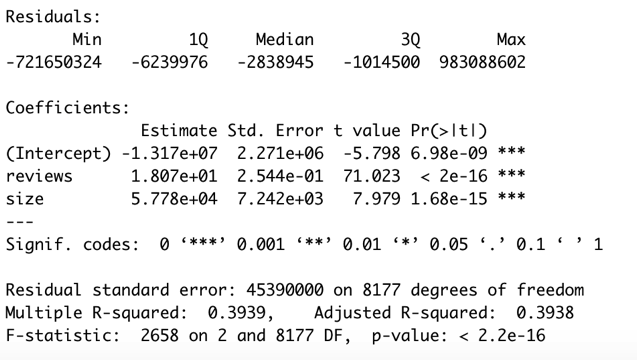 Residuals:
Min 1Q Median 3Q Max
-721650324 -6239976 -2838945 -1014500 983088602
Coefficients:
Estimate Std. Error t value Pr(>|t|)
(Intercept) -1.317e+07 2.271e+06 -5.798 6.98e-09 ***
reviews 1.807e+01 2.544e-01 71.023 < 2e-16 ***
size 5.778e+04 7.242e+03 7.979 1.68e-15 ***
---
Signif. codes: 0 ‘***’ 0.001 ‘**’ 0.01 ‘*’ 0.05 ‘.’ 0.1 ‘ ’ 1
Residual standard error: 45390000 on 8177 degrees of freedom
Multiple R-squared: 0.3939, Adjusted R-squared: 0.3938
F-statistic: 2658 on 2 and 8177 DF, p-value: < 2.2e-16